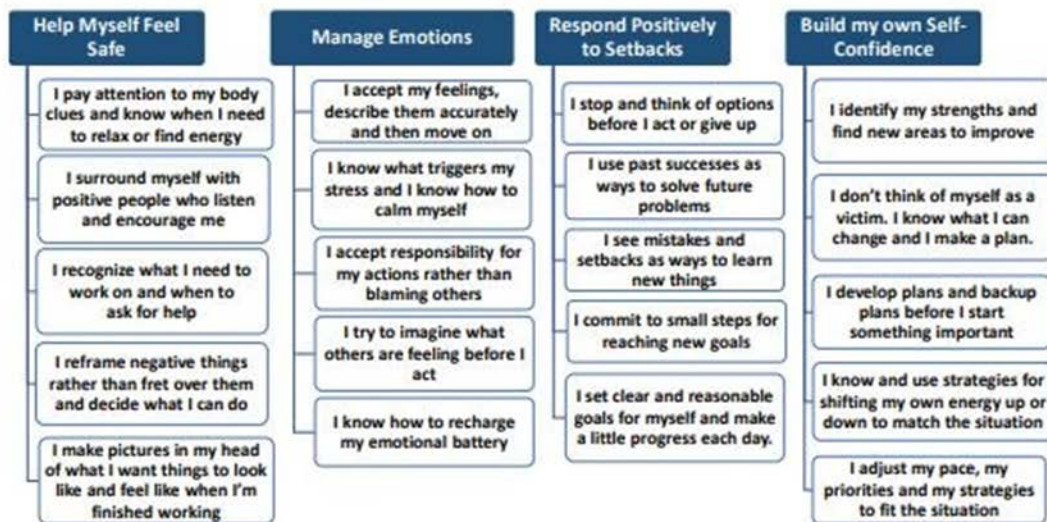 Help Myself Feel
Safe
I pay attention to my body
clues and know when I need
to relax or find energy
I surround myself with
positive people who listen
and encourage me
I recognize what I need to
work on and when to
ask for help
I reframe negative things
rather than fret over them
and decide what I can do
I make pictures in my head
of what I want things to look
like and feel like when I'm
finished working
Manage Emotions
I accept my feelings,
describe them accurately
and then move on
I know what triggers my
stress and I know how to
calm myself
I accept responsibility for
my actions rather than
blaming others
I try to imagine what
others are feeling before I
act
I know how to recharge
my emotional battery
Respond Positively
to Setbacks
I stop and think of options
before I act or give up
I use past successes as
ways to solve future
problems
I see mistakes and
setbacks as ways to learn
new things
I commit to small steps for
reaching new goals
I set clear and reasonable
goals for myself and make
a little progress each day.
Build my own Self-
Confidence
I identify my strengths and
find new areas to improve
I don't think of myself as a
victim. I know what I can
change and I make a plan.
I develop plans and backup
plans before I start
something important
I know and use strategies for
shifting my own energy up or
down to match the situation
I adjust my pace, my
priorities and my strategies
to fit the situation